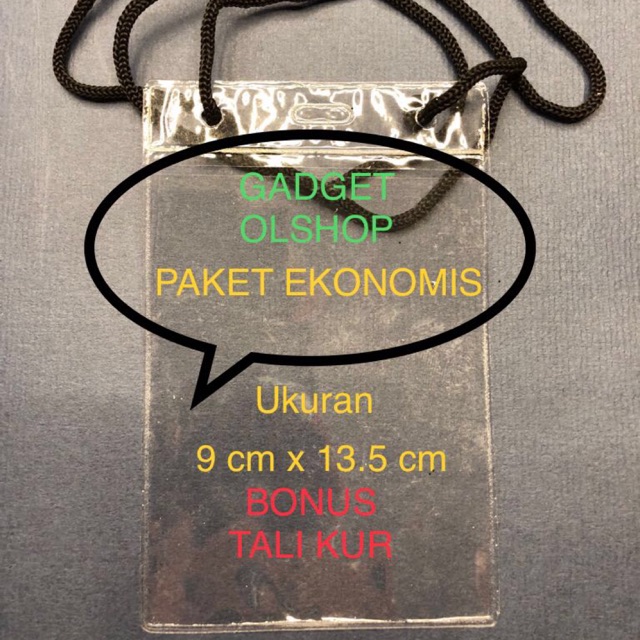 GADGET
OLSHOP
PAKET EKONOMIS
Ukuran
9 cm x 13.5 cm
BONUS
TALI KUR